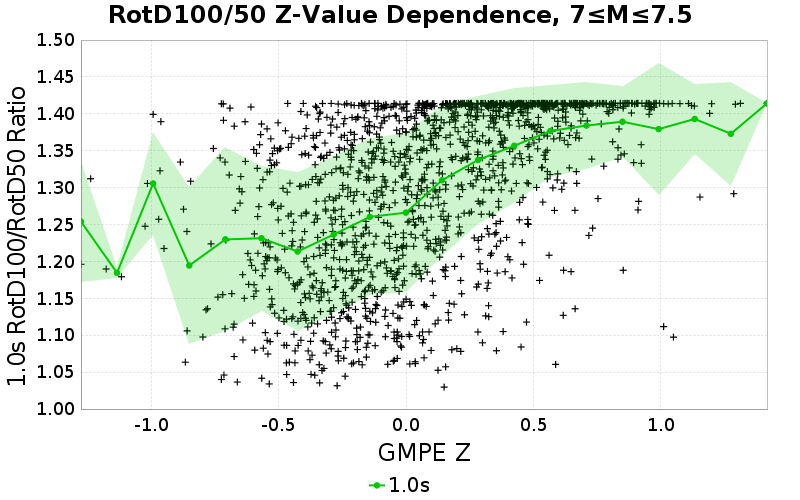 RotD100/50 Z-Value Dependence, 7≤M≤7.5
1.50
1.45
1.40
1.35
1.30
1.25
1.20
1.15
1.10
1.05
1.00
1.0s RotD100/RotD50 Ratio
-1.0 -0.5 0.0 0.5 1.0
GMPE Z
1.0s